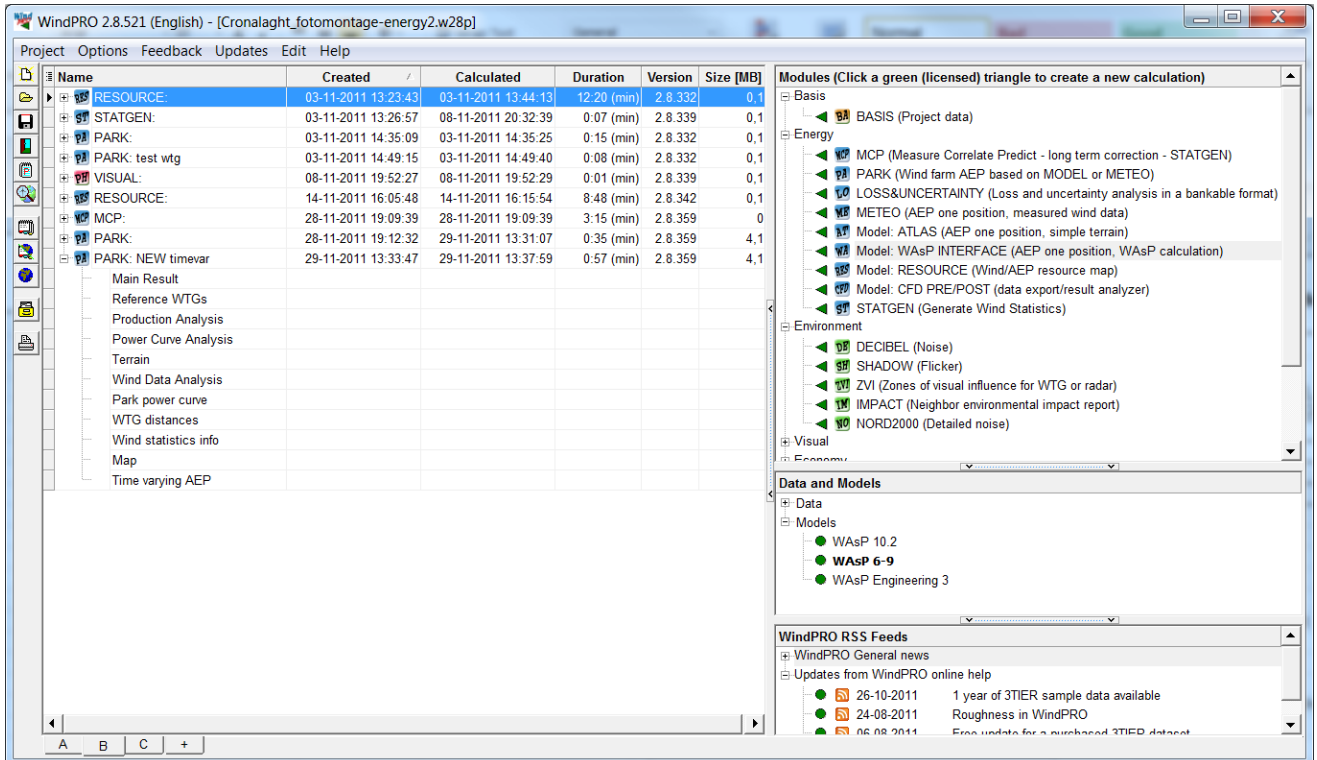 WindPRO 2.8.521 (English) - [Cronalaght_fotomontage-energy2.w28p]
Project Options Feedback Updates Edit Help
Name Created Calculated Duration Version Size [MB]
RESOURCE: 03-11-2011 13:23:43 03-11-2011 13:44:13 12:20 (min) 2.8.332 0,1
STATGEN: 03-11-2011 13:26:57 08-11-2011 20:32:39 0:07 (min) 2.8.339 0,1
PARK: 03-11-2011 14:35:09 03-11-2011 14:35:25 0:15 (min) 2.8.332 0,1
PARK: test wtg 03-11-2011 14:49:15 03-11-2011 14:49:40 0:08 (min) 2.8.332 0,1
VISUAL: 08-11-2011 19:52:27 08-11-2011 19:52:29 0:01 (min) 2.8.339 0,1
RESOURCE: 14-11-2011 16:05:48 14-11-2011 16:15:54 8:48 (min) 2.8.342 0,1
MCP: 28-11-2011 19:09:39 28-11-2011 19:09:39 3:15 (min) 2.8.359 0
PARK: 28-11-2011 19:12:32 29-11-2011 13:31:07 0:35 (min) 2.8.359 4,1
PARK: NEW timevar 29-11-2011 13:33:47 29-11-2011 13:37:59 0:57 (min) 2.8.359 4,1
Main Result
Reference WTGs
Production Analysis
Power Curve Analysis
Terrain
Wind Data Analysis
Park power curve
WTG distances
Wind statistics info
Map
Time varying AEP
A B C +
Modules (Click a green (licensed) triangle to create a new calculation)
Basis
BASIS (Project data)
Energy
MCP (Measure Correlate Predict - long term correction - STATGEN)
PARK (Wind farm AEP based on MODEL or METEO)
LOSS&UNCERTAINTY (Loss and uncertainty analysis in a bankable format)
METEO (AEP one position, measured wind data)
Model: ATLAS (AEP one position, simple terrain)
Model: WAsP INTERFACE (AEP one position, WAsP calculation)
Model: RESOURCE (Wind/AEP resource map)
Model: CFD PRE/POST (data export/result analyzer)
STATGEN (Generate Wind Statistics)
Environment
DECIBEL (Noise)
SHADOW (Flicker)
ZVI (Zones of visual influence for WTG or radar)
IMPACT (Neighbor environmental impact report)
NORD2000 (Detailed noise)
Visual
Economy
Data and Models
Data
Models
WAsP 10.2
WAsP 6-9
WAsP Engineering 3
WindPRO RSS Feeds
WindPRO General news
Updates from WindPRO online help
26-10-2011 1 year of 3TIER sample data available
24-08-2011 Roughness in WindPRO
06-08-2011 Free update for a purchased 3TIER dataset